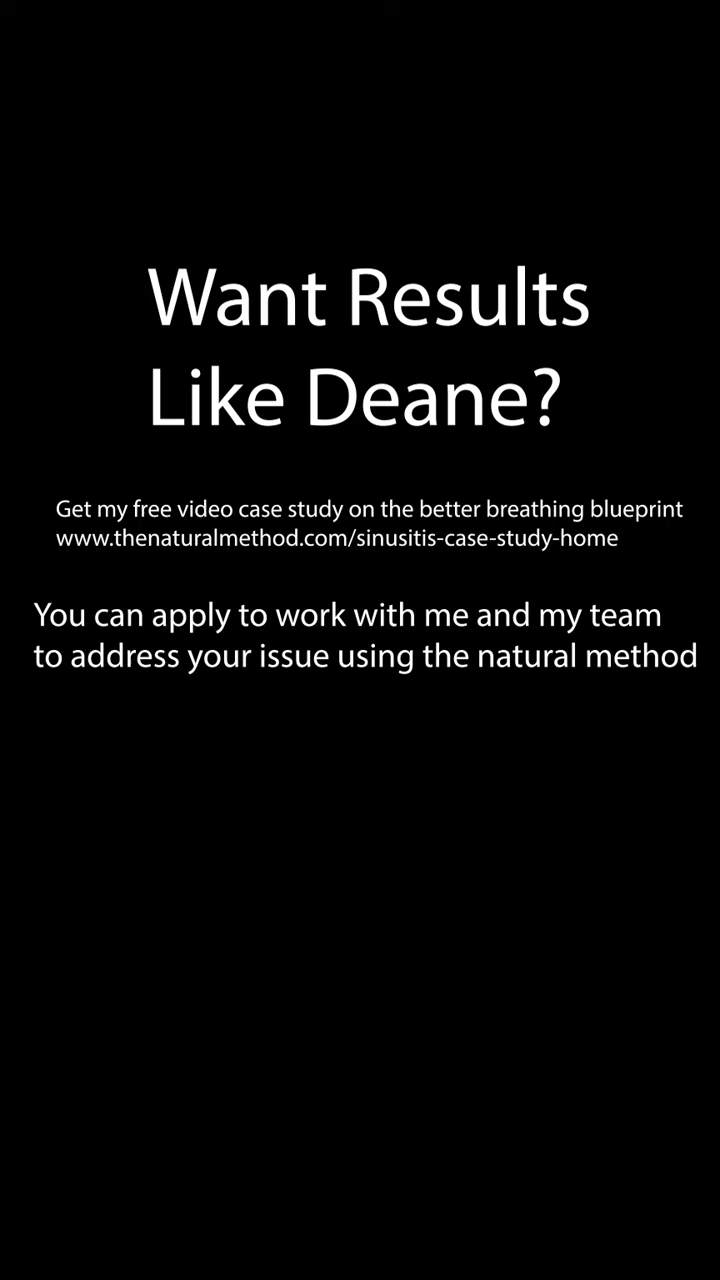 Want Results
Like Deane?
Get my free video case study on the better breathing blueprint
www.thenaturalmethod.com/sinusitis-case-study-home
You can apply to work with me and my team
to address your issue using the natural method